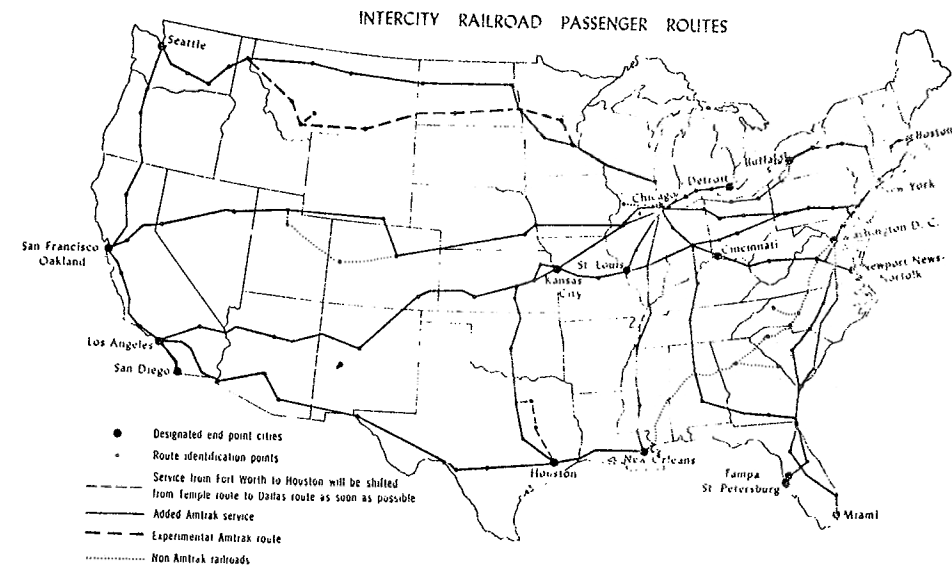 INTERCITY RAILROAD PASSENGER ROUTES
Seattle
Boston
Buffalo
Detroit
Chicago
New York
Washington D. C.
San Francisco
Oakland
Cincinnati
St. Louis
Newport News-
Norfolk
Kansas
City
Los Angeles
San Diego
Designated end point cities
Route identification points
Service from Fort Worth to Houston will be shifted
from Temple route to Dallas route as soon as possible
Added Amtrak service
Experimental Amtrak route
Non Amtrak railroads
New Orleans
Houston
Tampa
St Petersburg
Miami